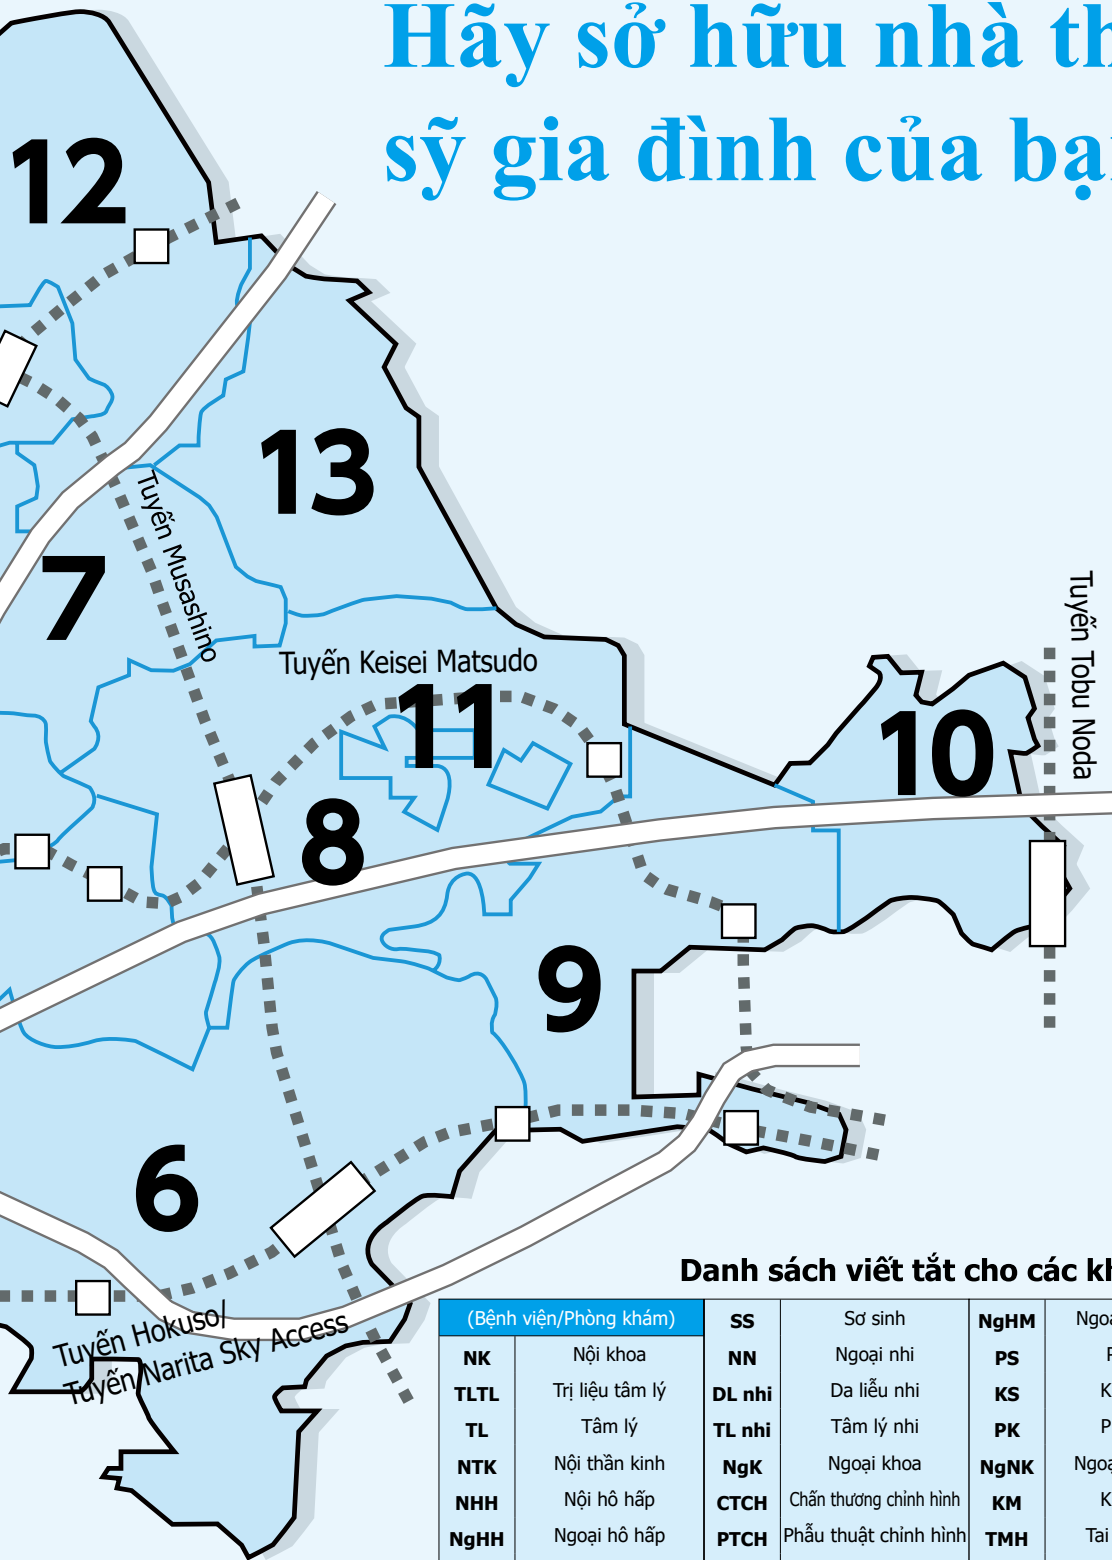 Hãy sở hữu nhà th
sỹ gia đình của bạ
12
13
7
Tuyến Musashino
Tuyến Keisei Matsudo
11
Tuyến Tobu Noda
10
8
9
6
Tuyến Hokuso/
Tuyến Narita Sky Access
Danh sách viết tắt cho các kh
(Bệnh viện/Phòng khám) SS Sơ sinh NgHM Ngoạ
NK Nội khoa NN Ngoại nhi PS P
TLTL Trị liệu tâm lý DL nhi Da liễu nhi KS K
TL Tâm lý TL nhi Tâm lý nhi PK P
NTK Nội thần kinh NgK Ngoại khoa NgNK Ngoạ
NHH Nội hô hấp CTCH Chấn thương chỉnh hình KM K
NgHH Ngoại hô hấp PTCH Phẫu thuật chỉnh hình TMH Tai